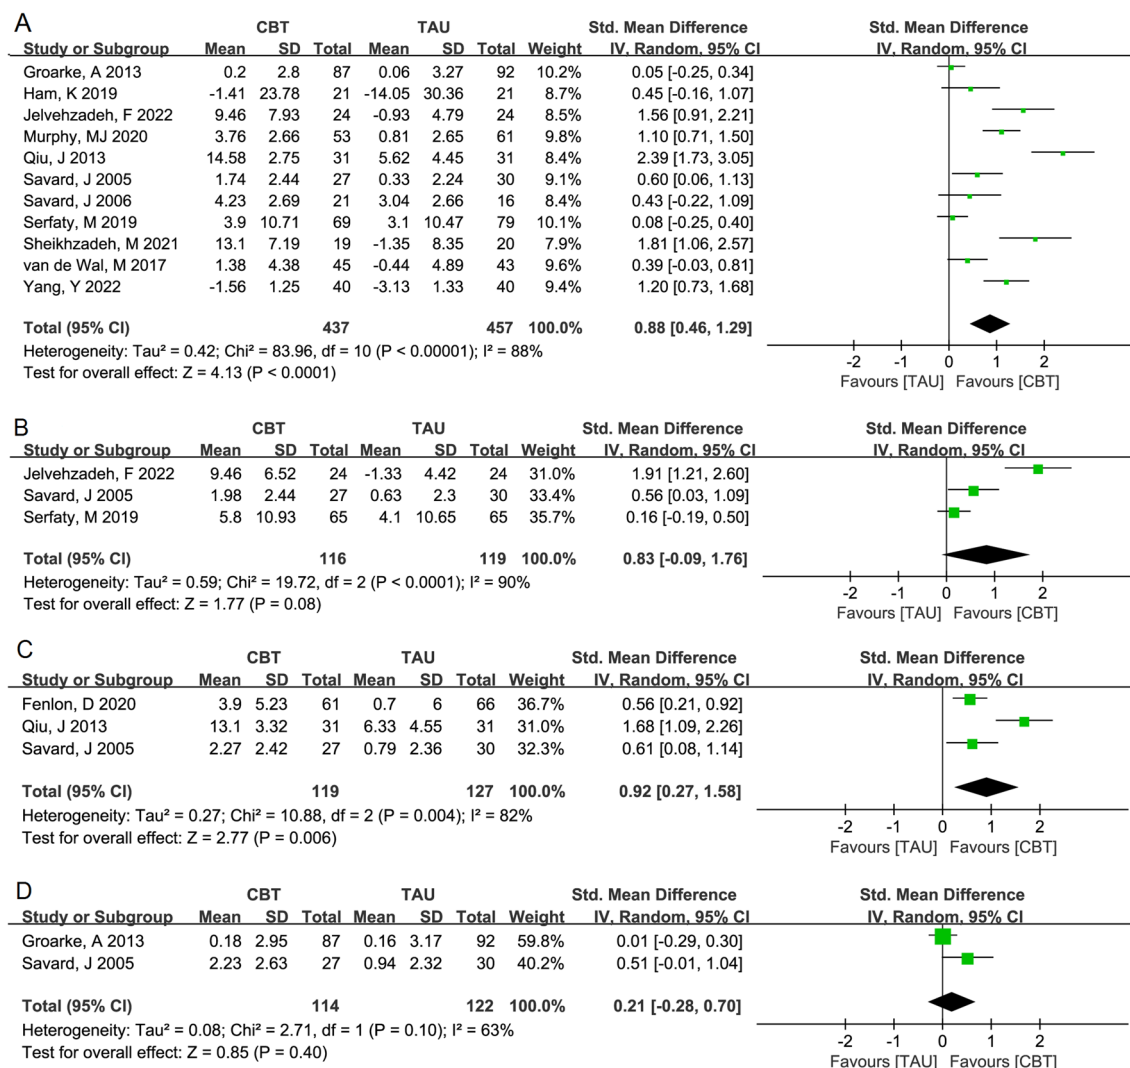 A
CBT TAU Std. Mean Difference Std. Mean Difference
Study or Subgroup Mean SD Total Mean SD Total Weight IV, Random, 95% CI IV, Random, 95% CI
Groarke, A 2013 0.2 2.8 87 0.06 3.27 92 10.2% 0.05 [-0.25, 0.34]
Ham, K 2019 -1.41 23.78 21 -14.05 30.36 21 8.7% 0.45 [-0.16, 1.07]
Jelvehzadeh, F 2022 9.46 7.93 24 -0.93 4.79 24 8.5% 1.56 [0.91, 2.21]
Murphy, MJ 2020 3.76 2.66 53 0.81 2.65 61 9.8% 1.10 [0.71, 1.50]
Qiu, J 2013 14.58 2.75 31 5.62 4.45 31 8.4% 2.39 [1.73, 3.05]
Savard, J 2005 1.74 2.44 27 0.33 2.24 30 9.1% 0.60 [0.06, 1.13]
Savard, J 2006 4.23 2.69 21 3.04 2.66 16 8.5% 0.43 [-0.22, 1.09]
Serfaty, M 2019 3.9 10.71 69 3.1 10.47 79 10.1% 0.08 [-0.25, 0.40]
Sheikhzadeh, M 2021 13.1 7.19 19 -1.35 8.35 20 7.9% 1.81 [1.06, 2.57]
van de Wal, M 2017 1.38 4.38 45 -0.44 4.89 43 9.6% 0.39 [-0.03, 0.81]
Yang, Y 2022 -1.56 1.25 40 -3.13 1.33 40 9.4% 1.20 [0.73, 1.68]
Total (95% CI) 437 457 100.0% 0.88 [0.46, 1.29]
Heterogeneity: Tau² = 0.42; Chi² = 83.96, df = 10 (P < 0.00001); I² = 88%
Test for overall effect: Z = 4.13 (P < 0.0001)
-2 -1 0 1 2
Favours [TAU] Favours [CBT]
B
CBT TAU Std. Mean Difference Std. Mean Difference
Study or Subgroup Mean SD Total Mean SD Total Weight IV, Random, 95% CI IV, Random, 95% CI
Jelvehzadeh, F 2022 9.46 6.52 24 -1.33 4.42 24 31.0% 1.91 [1.21, 2.60]
Savard, J 2005 1.98 2.44 27 0.63 2.3 30 33.4% 0.56 [0.03, 1.09]
Serfaty, M 2019 5.8 10.93 65 4.1 10.65 65 35.7% 0.16 [-0.19, 0.50]
Total (95% CI) 116 119 100.0% 0.83 [-0.09, 1.76]
Heterogeneity: Tau² = 0.59; Chi² = 19.72, df = 2 (P < 0.0001); I² = 90%
Test for overall effect: Z = 1.77 (P = 0.08)
-2 -1 0 1 2
Favours [TAU] Favours [CBT]
C
CBT TAU Std. Mean Difference Std. Mean Difference
Study or Subgroup Mean SD Total Mean SD Total Weight IV, Random, 95% CI IV, Random, 95% CI
Fenlon, D 2020 3.9 5.23 61 0.7 6 66 36.7% 0.56 [0.21, 0.92]
Qiu, J 2013 13.1 3.32 31 6.33 4.55 31 31.0% 1.68 [1.09, 2.26]
Savard, J 2005 2.27 2.42 27 0.79 2.36 30 32.3% 0.61 [0.08, 1.14]
Total (95% CI) 119 127 100.0% 0.92 [0.27, 1.58]
Heterogeneity: Tau² = 0.27; Chi² = 10.88, df = 2 (P = 0.004); I² = 82%
Test for overall effect: Z = 2.77 (P = 0.006)
-2 -1 0 1 2
Favours [TAU] Favours [CBT]
D
CBT TAU Std. Mean Difference Std. Mean Difference
Study or Subgroup Mean SD Total Mean SD Total Weight IV, Random, 95% CI IV, Random, 95% CI
Groarke, A 2013 0.18 2.95 87 0.16 3.17 92 59.8% 0.01 [-0.29, 0.30]
Savard, J 2005 2.23 2.63 27 0.94 2.32 30 40.2% 0.51 [-0.01, 1.04]
Total (95% CI) 114 122 100.0% 0.21 [-0.28, 0.70]
Heterogeneity: Tau² = 0.08; Chi² = 2.71, df = 1 (P = 0.10); I² = 63%
Test for overall effect: Z = 0.85 (P = 0.40)
-2 -1 0 1 2
Favours [TAU] Favours [CBT]